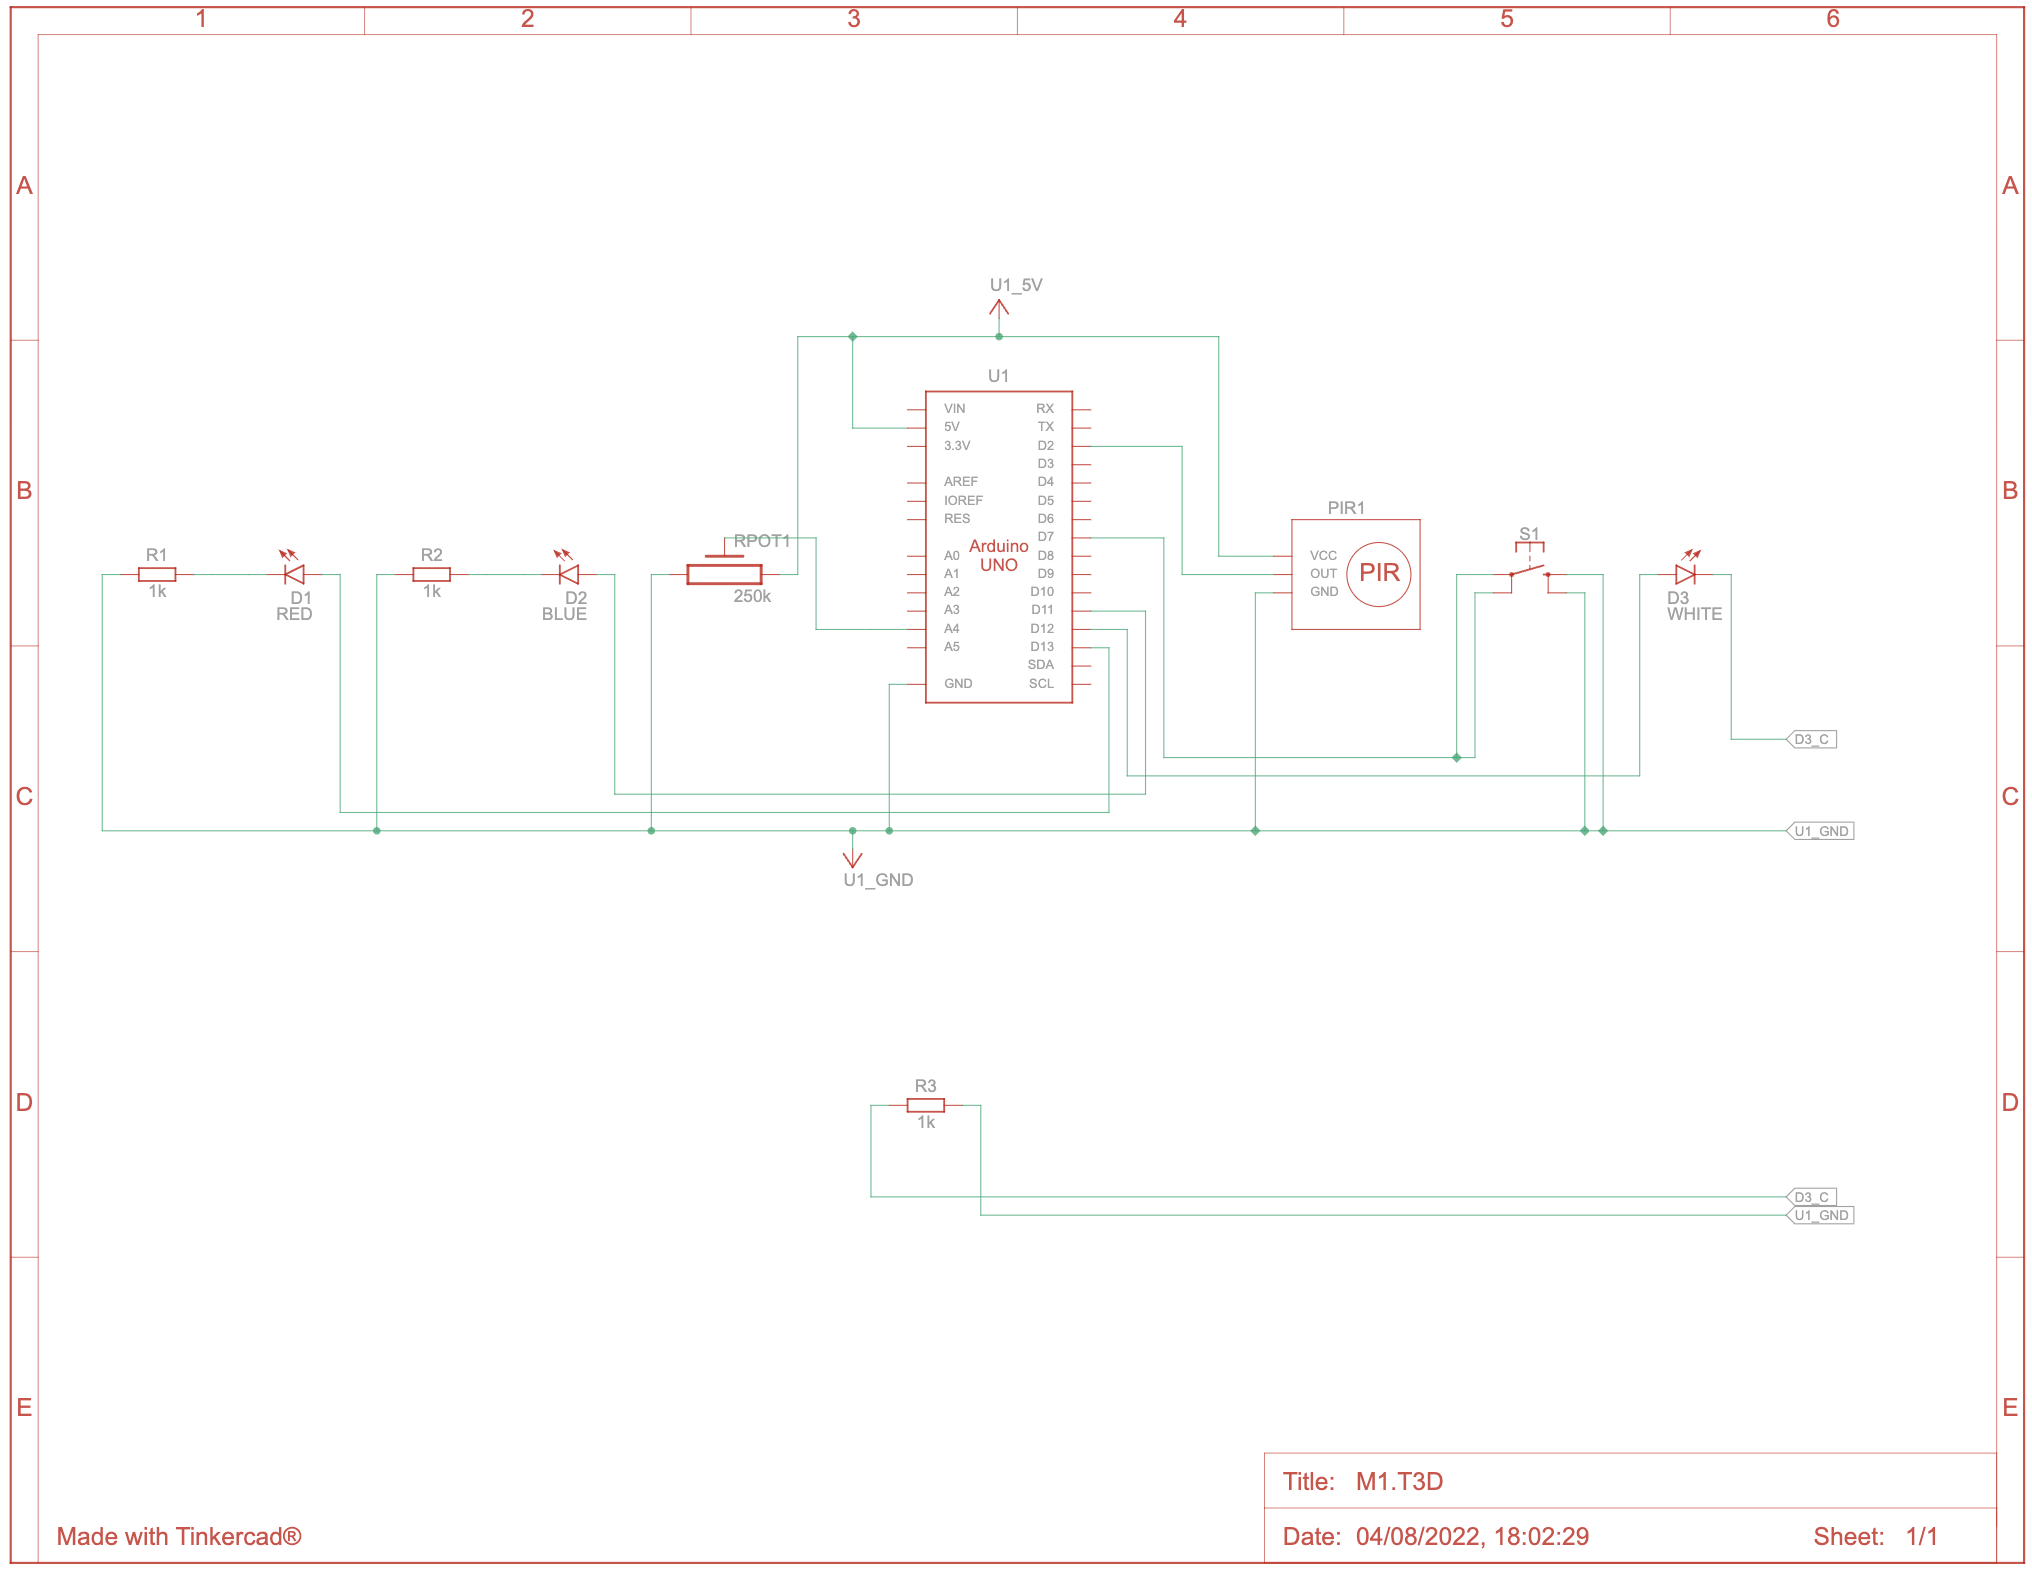 1 2 3 4 5 6
A A
U1_5V
U1
VIN RX
5V TX
3.3V D2
D3
B B
AREF D4
IOREF D5
RES D6
D7
PIR1
S1
RPOT1
Arduino
UNO
A0 D8
A1 D9
A2 D10
A3 D11
A4 D12
A5 D13
SDA
GND SCL
VCC
OUT
GND
PIR
R1
1k
D1
RED
R2
1k
D2
BLUE
250k
D3
WHITE
D3_C
C C
U1_GND
U1_GND
R3
1k
D D
D3_C
U1_GND
E E
Title: M1.T3D
Made with Tinkercad®
Date: 04/08/2022, 18:02:29 Sheet: 1/1